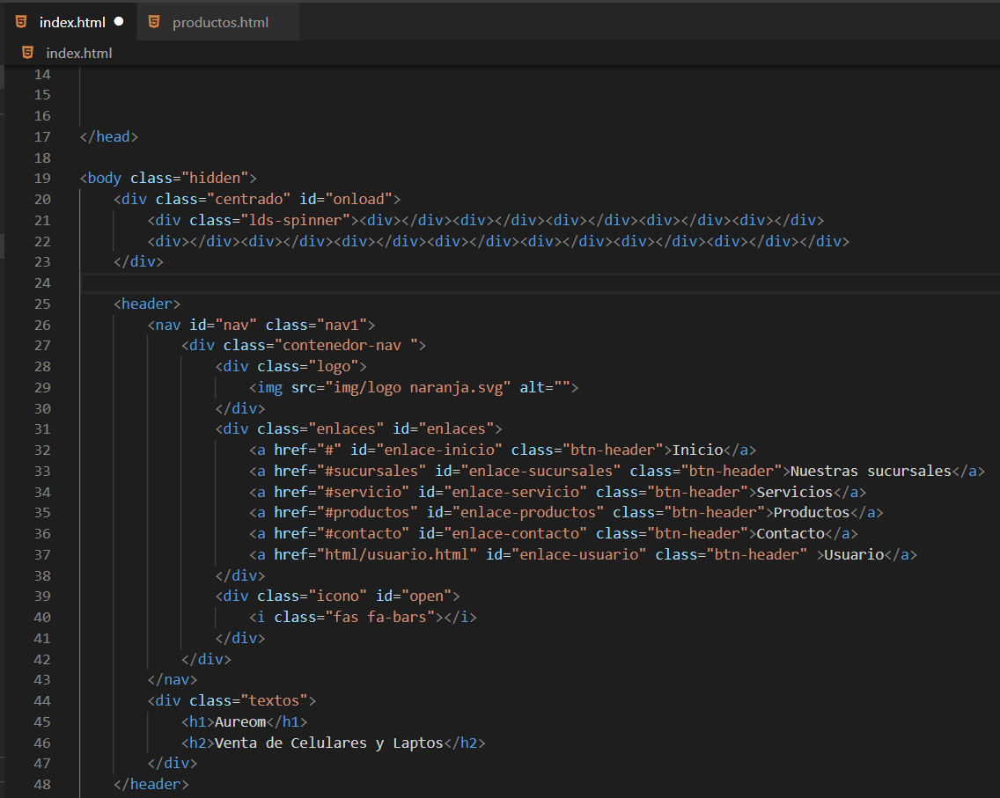 index.html ● productos.html
index.html
14
15
16
17 </head>
18
19 <body class="hidden">
20 <div class="centrado" id="onload">
21 <div class="lds-spinner"><div></div><div></div><div></div><div></div><div></div>
22 <div></div><div></div><div></div><div></div><div></div><div></div><div></div></div>
23 </div>
24
25 <header>
26 <nav id="nav" class="nav1">
27 <div class="contenedor-nav ">
28 <div class="logo">
29 <img src="img/logo naranja.svg" alt="">
30 </div>
31 <div class="enlaces" id="enlaces">
32 <a href="#" id="enlace-inicio" class="btn-header">Inicio</a>
33 <a href="#sucursales" id="enlace-sucursales" class="btn-header">Nuestras sucursales</a>
34 <a href="#servicio" id="enlace-servicio" class="btn-header">Servicios</a>
35 <a href="#productos" id="enlace-productos" class="btn-header">Productos</a>
36 <a href="#contacto" id="enlace-contacto" class="btn-header">Contacto</a>
37 <a href="html/usuario.html" id="enlace-usuario" class="btn-header" >Usuario</a>
38 </div>
39 <div class="icono" id="open">
40 <i class="fas fa-bars"></i>
41 </div>
42 </div>
43 </nav>
44 <div class="textos">
45 <h1>Aureom</h1>
46 <h2>Venta de Celulares y Laptos</h2>
47 </div>
48 </header>